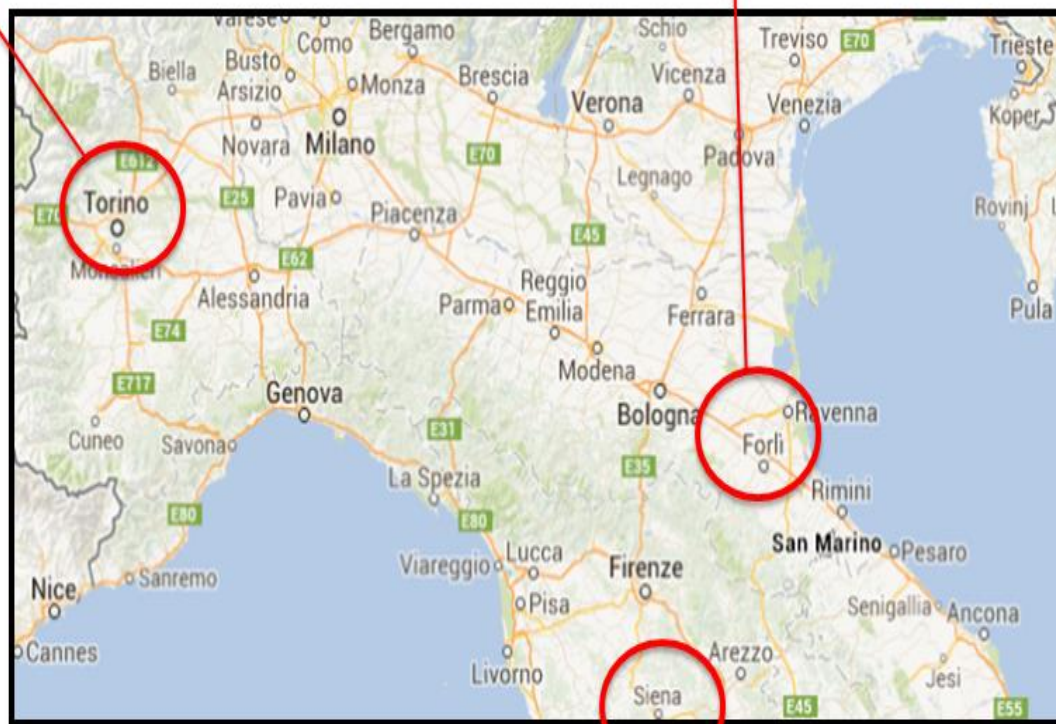 Varese
Como
Bergamo
Schio
Treviso
E70
Trieste
Busto
Arsizio
Biella
Monza
Brescia
Vicenza
Verona
Venezia
Koper
Novara
Milano
E612
E70
Padova
Legnago
Torino
E70
E25
Pavia
Piacenza
Rovinj
E45
E62
Moncalieri
Alessandria
Reggio
Emilia
Parma
Ferrara
Pula
E74
Modena
E717
Genova
Bologna
Ravenna
Cuneo
Savona
E31
Forlì
La Spezia
E35
Rimini
E80
E80
San Marino
Pesaro
Viareggio
Lucca
Firenze
Nice
Sanremo
Pisa
Senigallia
Ancona
Cannes
Livorno
Arezzo
Jesi
Siena
E45
E55